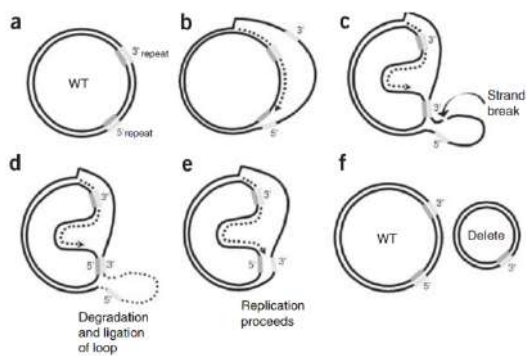 a
3' repeat
WT
5' repeat
b
3'
5'
c
3'
3'
5'
Strand
break
d
3'
5'
3'
5'
Degradation
and ligation
of loop
e
3'
5'
3'
Replication
proceeds
f
3'
WT
5'
Delete
3'